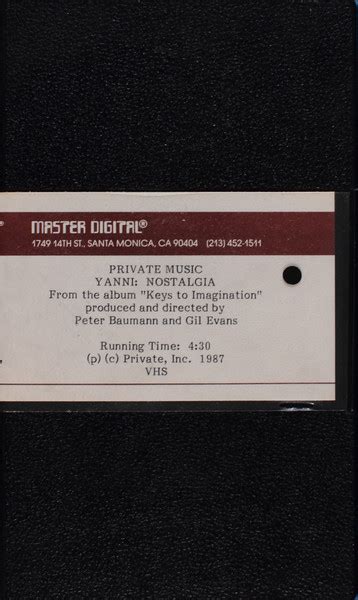 MASTER DIGITAL®
1749 14TH ST., SANTA MONICA, CA 90404 (213) 452-1511
PRIVATE MUSIC
YANNI: NOSTALGIA
From the album "Keys to Imagination"
produced and directed by
Peter Baumann and Gil Evans
Running Time: 4:30
(p) (c) Private, Inc. 1987
VHS